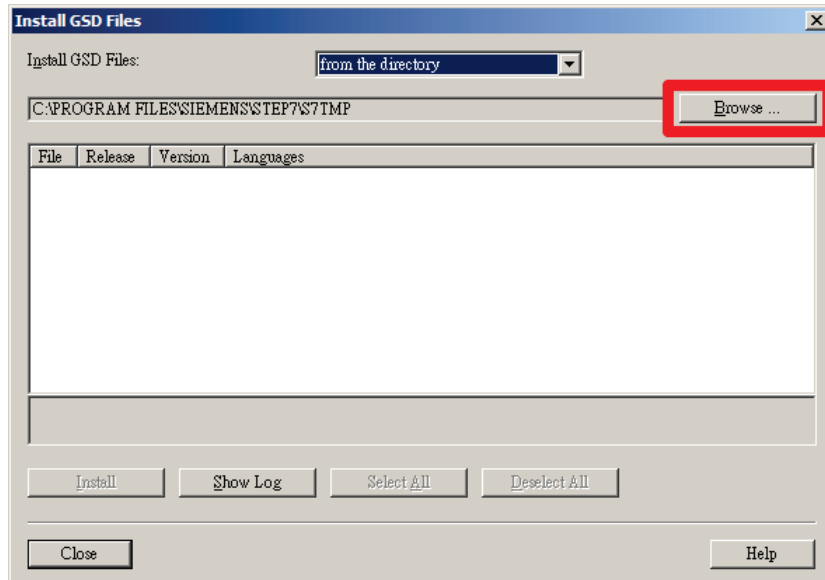 Install GSD Files
Install GSD Files: from the directory
C:\PROGRAM FILES\SIEMENS\STEP7\S7TMP Browse ...
File Release Version Languages
Install Show Log Select All Deselect All
Close Help